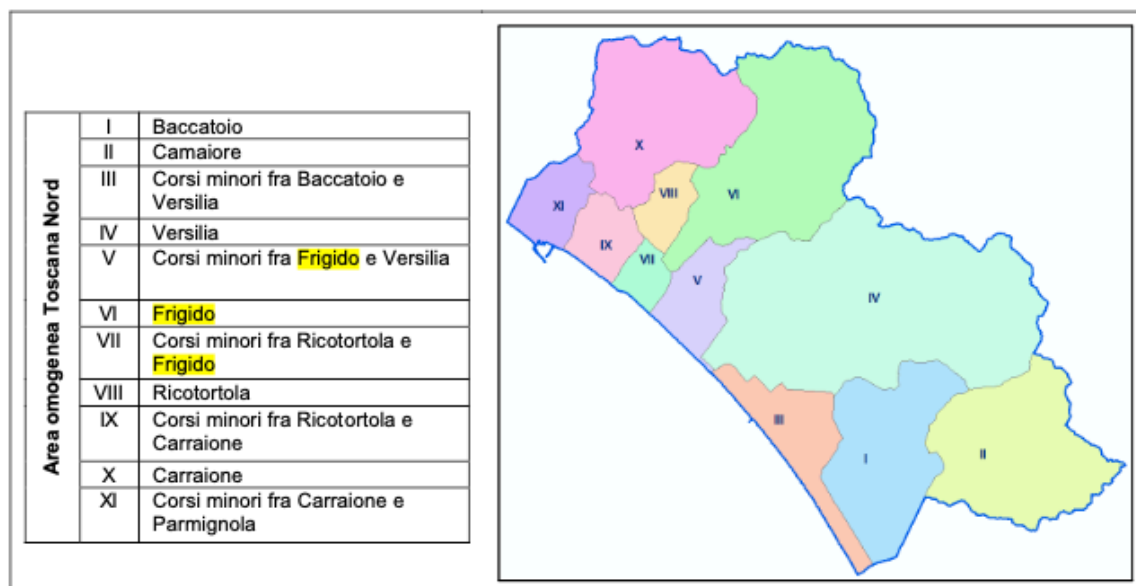 Area omogenea Toscana Nord
I Baccatoio
II Camaiore
III Corsi minori fra Baccatoio e
Versilia
IV Versilia
V Corsi minori fra Frigido e Versilia
VI Frigido
VII Corsi minori fra Ricotortola e
Frigido
VIII Ricotortola
IX Corsi minori fra Ricotortola e
Carraione
X Carraione
XI Corsi minori fra Carraione e
Parmignola
X
VIII
VI
XI
IX
VII
V
IV
III
I
II